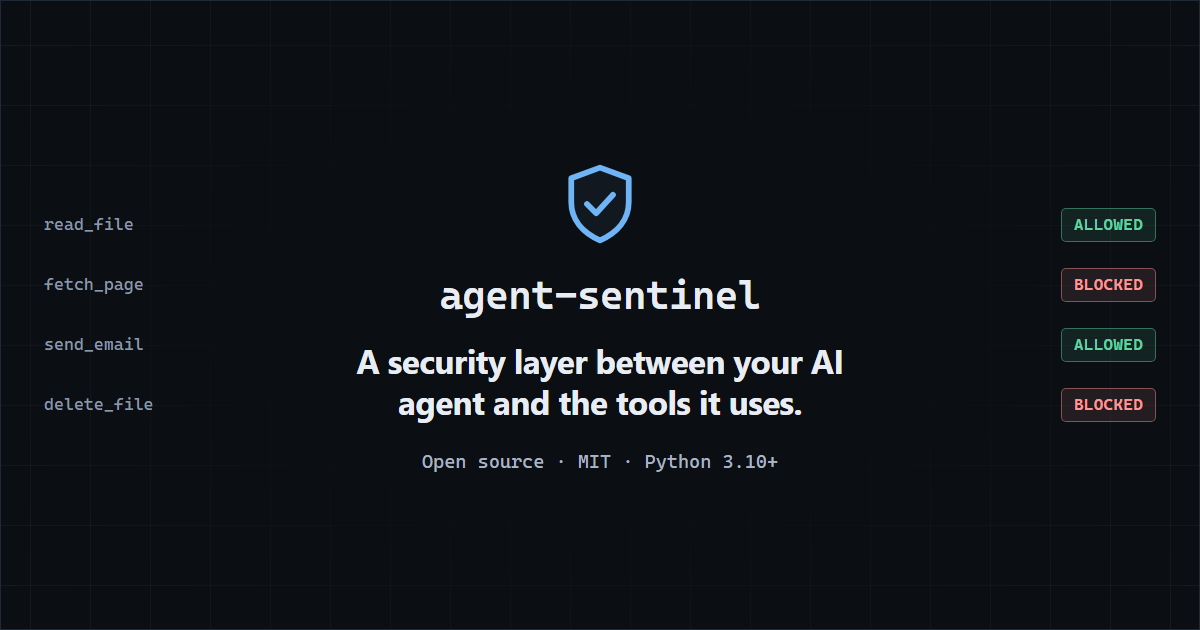 read_file
ALLOWED
fetch_page
BLOCKED
agent-sentinel
send_email
ALLOWED
A security layer between your AI
agent and the tools it uses.
delete_file
BLOCKED
Open source · MIT · Python 3.10+